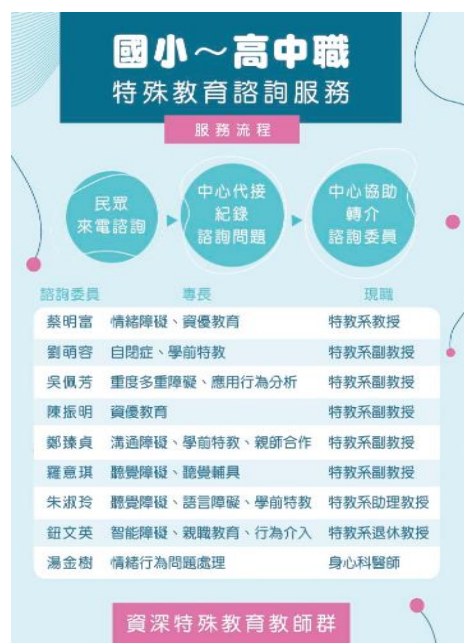 國小～高中職
特殊教育諮詢服務
服務流程
民眾
來電諮詢
中心代接
紀錄
諮詢問題
中心協助
轉介
諮詢委員
諮詢委員 專長 現職
蔡明富 情緒障礙、資優教育 特教系教授
劉萌容 自閉症、學前特教 特教系副教授
吳佩芳 重度多重障礙、應用行為分析 特教系副教授
陳振明 資優教育 特教系副教授
鄭臻貞 溝通障礙、學前特教、親師合作 特教系副教授
羅意琪 聽覺障礙、聽覺輔具 特教系副教授
朱淑玲 聽覺障礙、語言障礙、學前特教 特教系助理教授
鈕文英 智能障礙、親職教育、行為介入 特教系退休教授
湯金樹 情緒行為問題處理 身心科醫師
資深特殊教育教師群